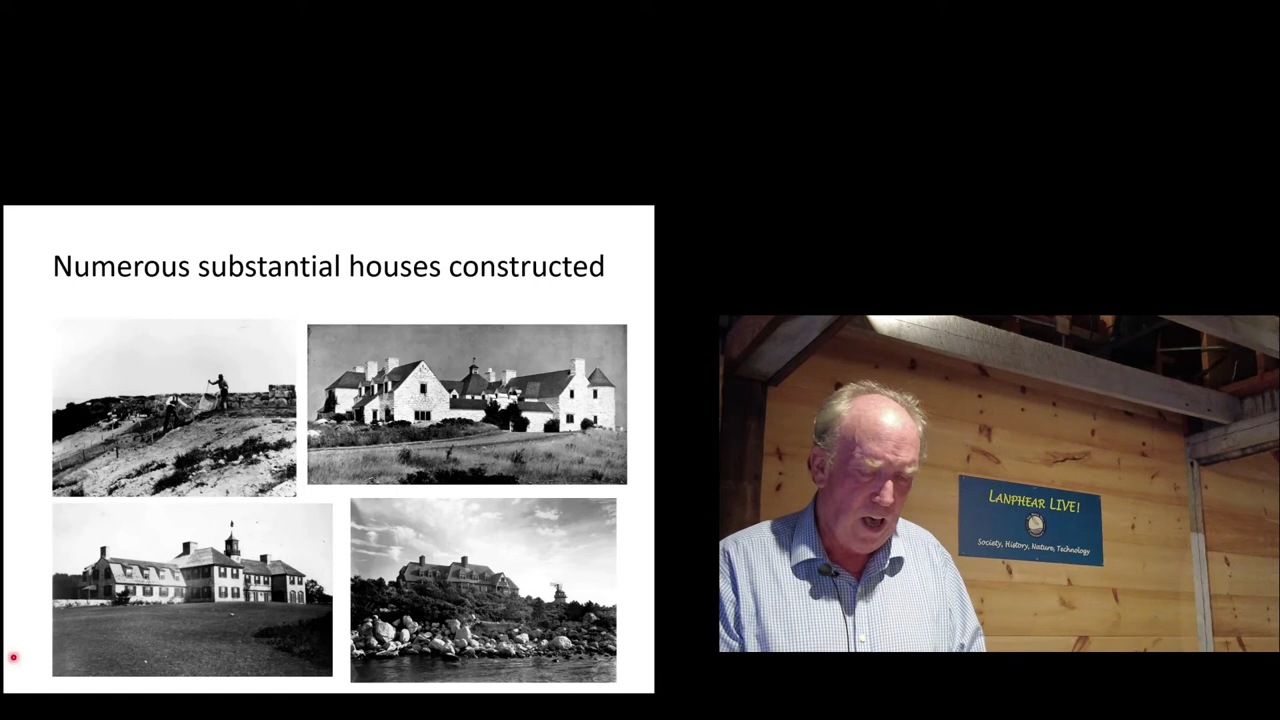 Numerous substantial houses constructed
LANPHEAR LIVE!
Society, History, Nature, Technology